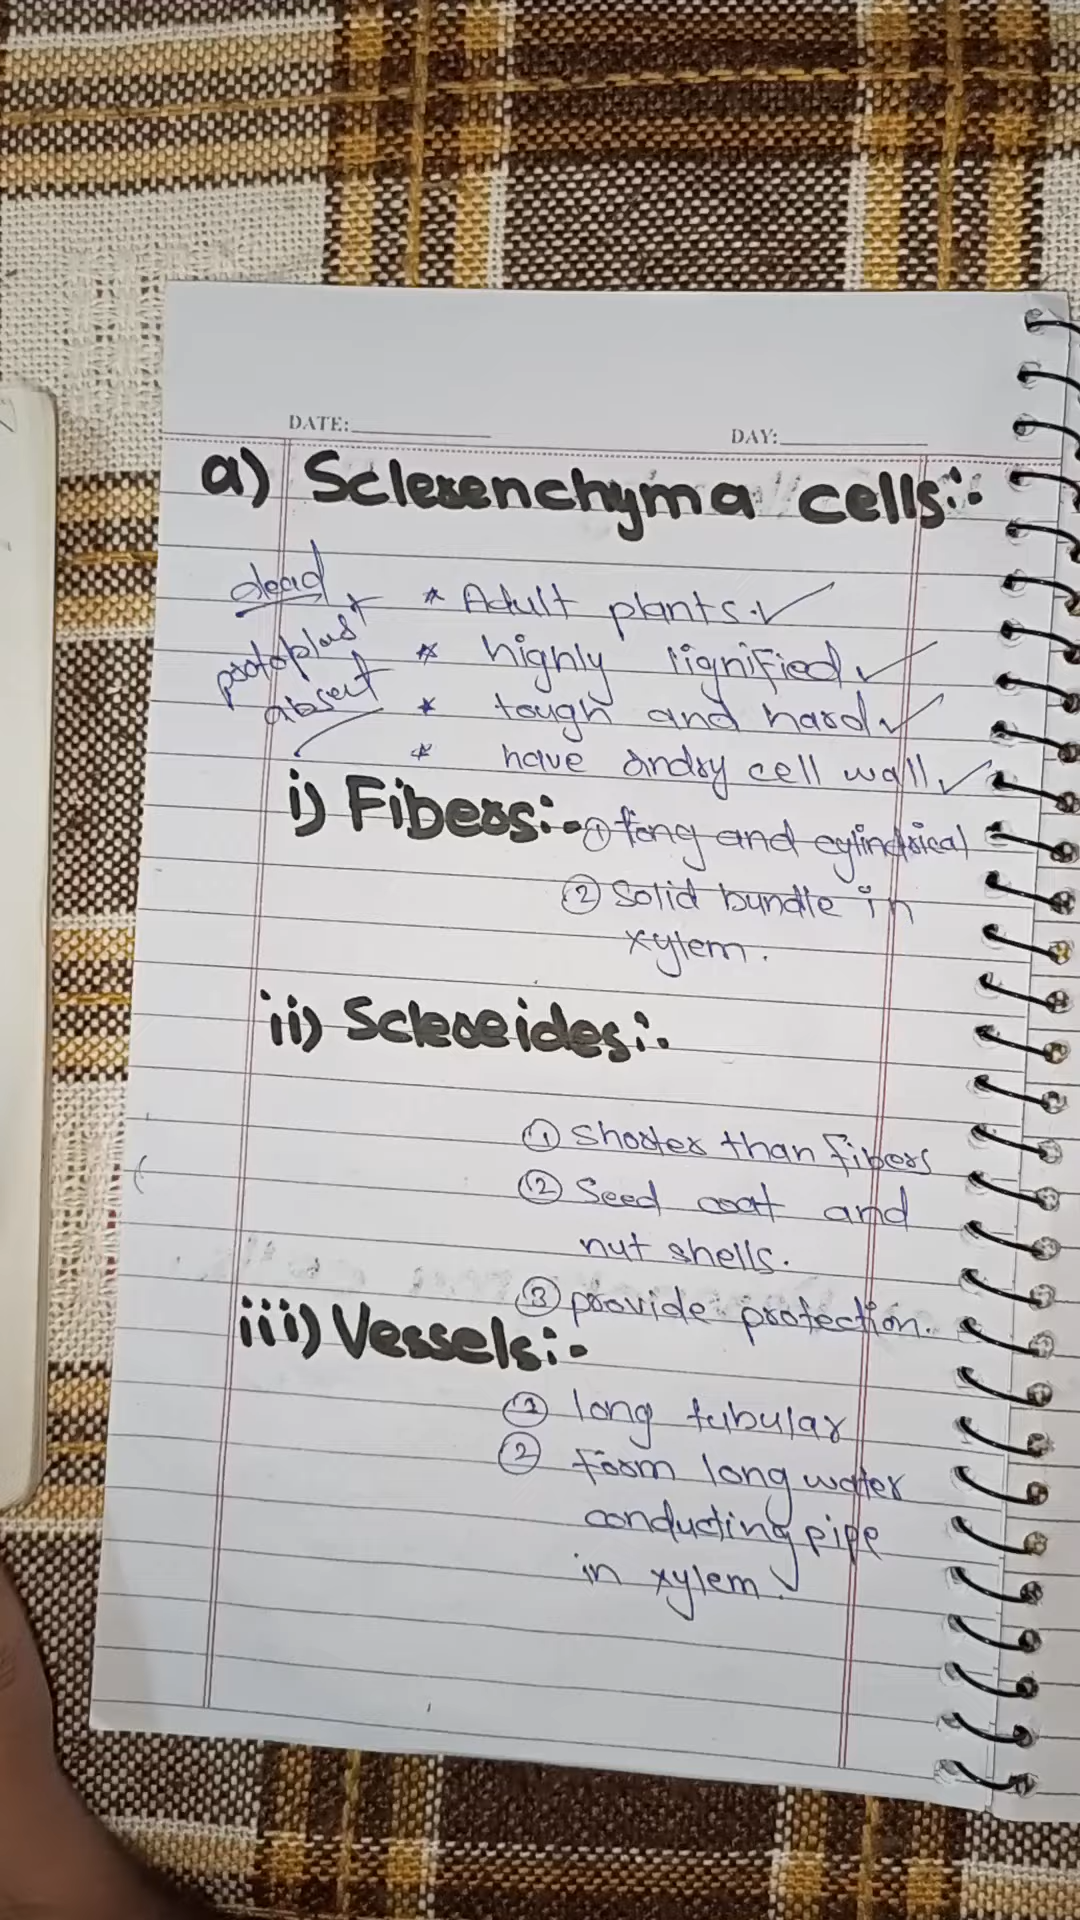 DATE:
DAY:
a) Sclerenchyma cells:-
dead
* Adult plants.
protoplast
absent
* highly lignified
* tough and hard
* have cell wall
i) Fibers:- ① long and cylindrical
② Solid bundle in
xylem.
ii) Sclereides:-
① Shorter than fibers
② Seed coat and
nut shells.
③ provide protection.
iii) Vessels:-
① long tubular
② form long water
conducting pipe
in xylem.